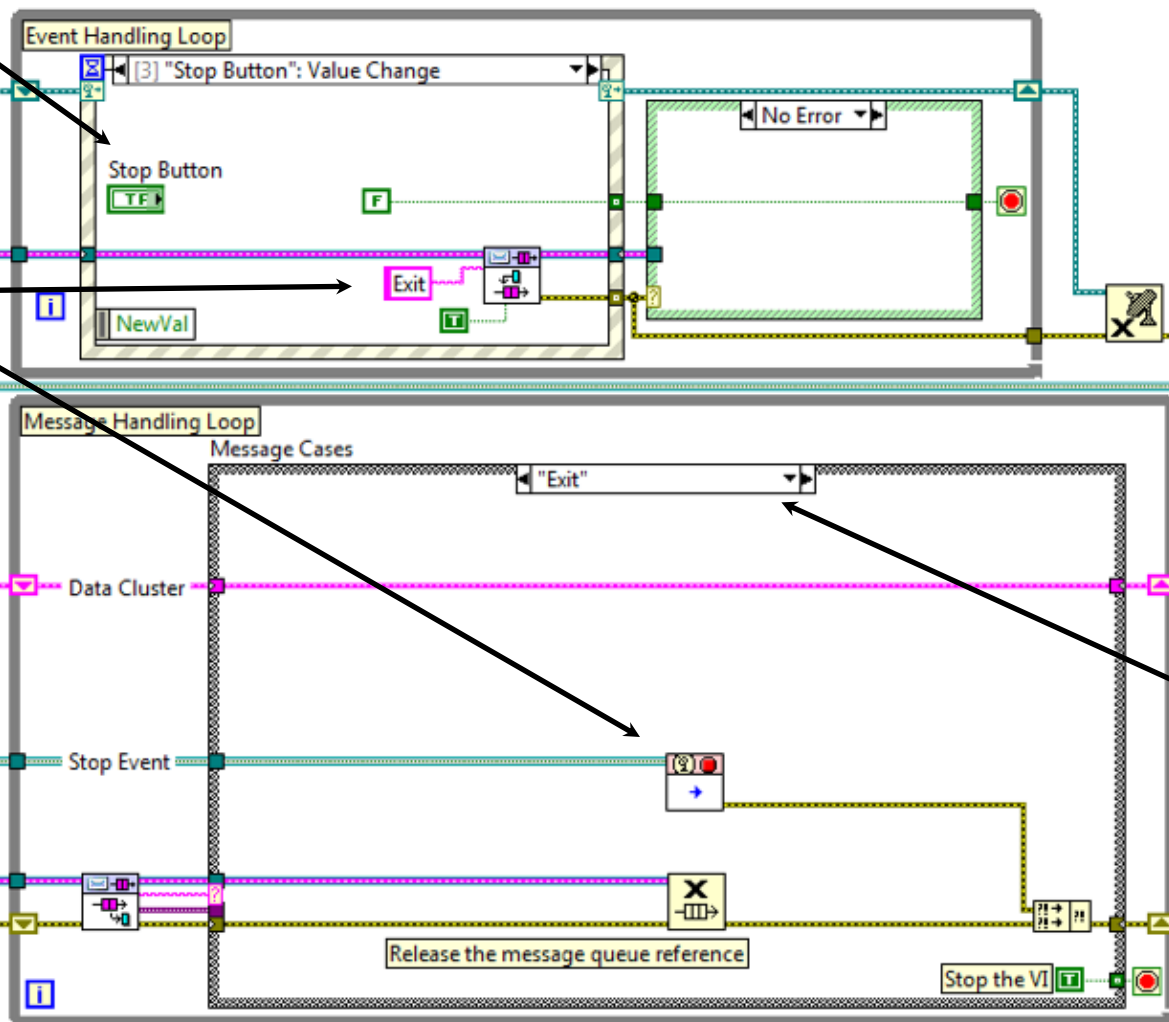 Event Handling Loop
[3] "Stop Button": Value Change
No Error
Stop Button
TF
F
Exit
i
NewVal
T
?
Message Handling Loop
Message Cases
"Exit"
Data Cluster
Stop Event
?
Release the message queue reference
Stop the VI T
i